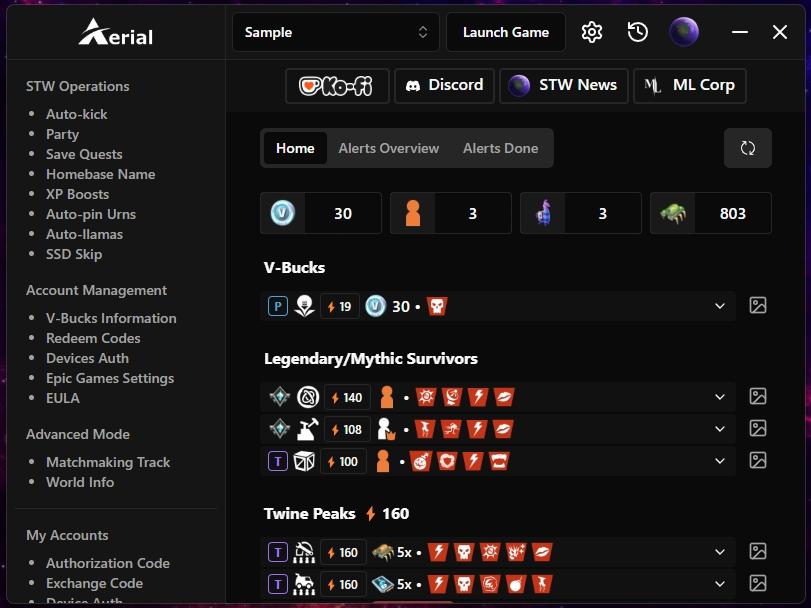 Aerial
Sample
Launch Game
STW Operations
Auto-kick
Party
Save Quests
Homebase Name
XP Boosts
Auto-pin Urns
Auto-llamas
SSD Skip
Account Management
V-Bucks Information
Redeem Codes
Devices Auth
Epic Games Settings
EULA
Advanced Mode
Matchmaking Track
World Info
My Accounts
Authorization Code
Exchange Code
Device Auth
Ko-fi
Discord
STW News
ML ML Corp
Home Alerts Overview Alerts Done
V 30 3 3 803
V-Bucks
P 19 V 30 •
Legendary/Mythic Survivors
140 •
108 •
T 100 •
Twine Peaks 160
T 160 5x •
T 160 5x •